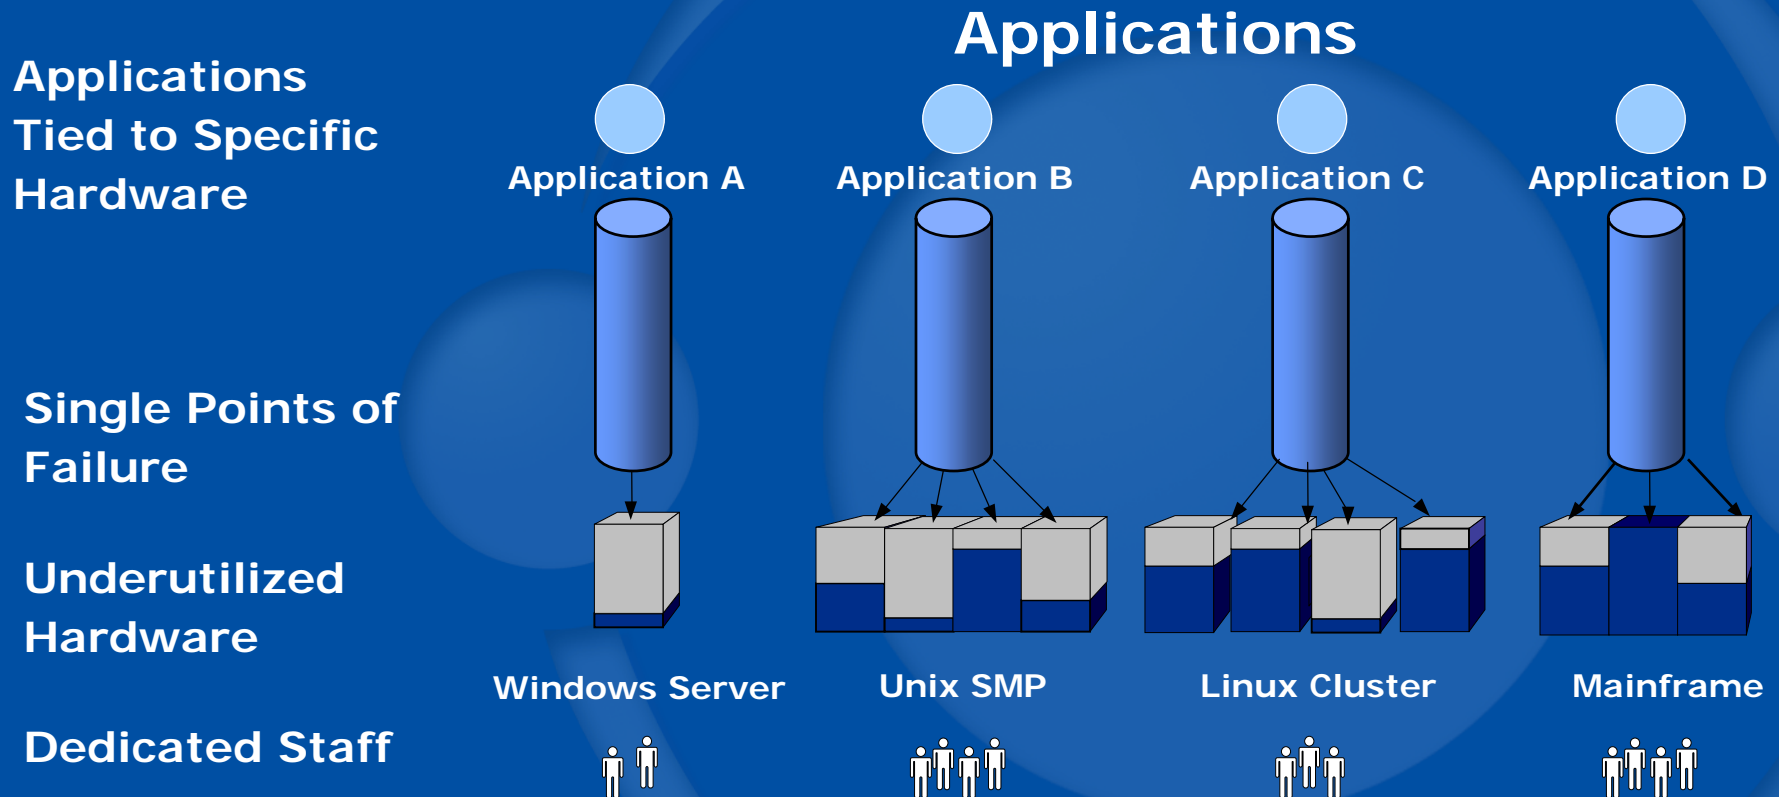 Applications
Applications
Tied to Specific
Hardware
Application A
Application B
Application C
Application D
Single Points of
Failure
Underutilized
Hardware
Windows Server
Unix SMP
Linux Cluster
Mainframe
Dedicated Staff